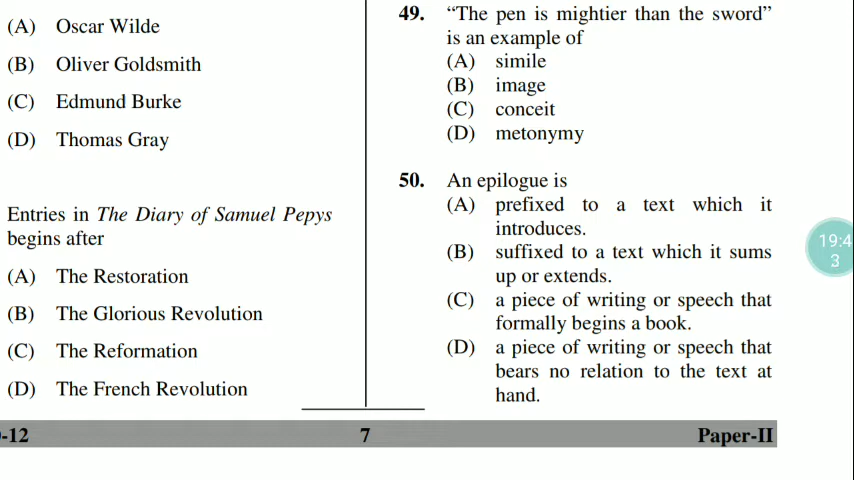 (A) Oscar Wilde
(B) Oliver Goldsmith
(C) Edmund Burke
(D) Thomas Gray
Entries in The Diary of Samuel Pepys
begins after
(A) The Restoration
(B) The Glorious Revolution
(C) The Reformation
(D) The French Revolution
49. “The pen is mightier than the sword”
is an example of
(A) simile
(B) image
(C) conceit
(D) metonymy
50. An epilogue is
(A) prefixed to a text which it
introduces.
(B) suffixed to a text which it sums
up or extends.
(C) a piece of writing or speech that
formally begins a book.
(D) a piece of writing or speech that
bears no relation to the text at
hand.
19:4
3
-12 7 Paper-II